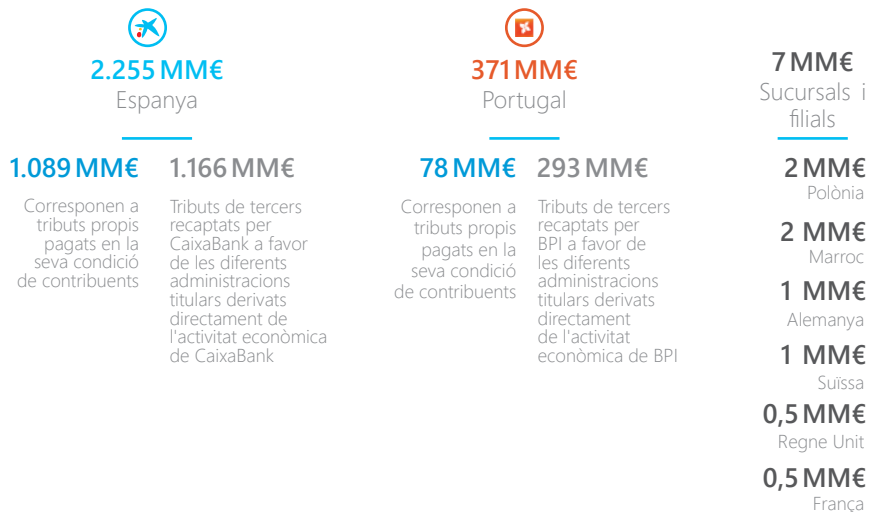 2.255 MM€
Espanya
1.089 MM€
Corresponen a
tributs propis
pagats en la
seva condició
de contribuents
1.166 MM€
Tributs de tercers
recaptats per
CaixaBank a favor
de les diferents
administracions
titulars derivats
directament de
l'activitat econòmica
de CaixaBank
371 MM€
Portugal
78 MM€
Corresponen a
tributs propis
pagats en la
seva condició
de contribuents
293 MM€
Tributs de tercers
recaptats per
BPI a favor de
les diferents
administracions
titulars derivats
directament
de l'activitat
econòmica de BPI
7 MM€
Sucursals i
filials
2 MM€
Polònia
2 MM€
Marroc
1 MM€
Alemanya
1 MM€
Suïssa
0,5 MM€
Regne Unit
0,5 MM€
França